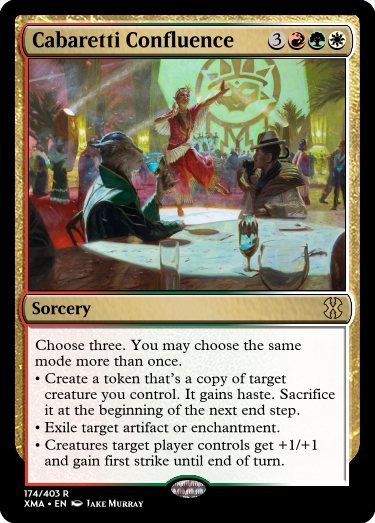 Cabaretti Confluence 3
Sorcery
Choose three. You may choose the same
mode more than once.
• Create a token that's a copy of target
creature you control. It gains haste. Sacrifice
it at the beginning of the next end step.
• Exile target artifact or enchantment.
• Creatures target player controls get +1/+1
and gain first strike until end of turn.
174/403 R
XMA • EN Jake Murray